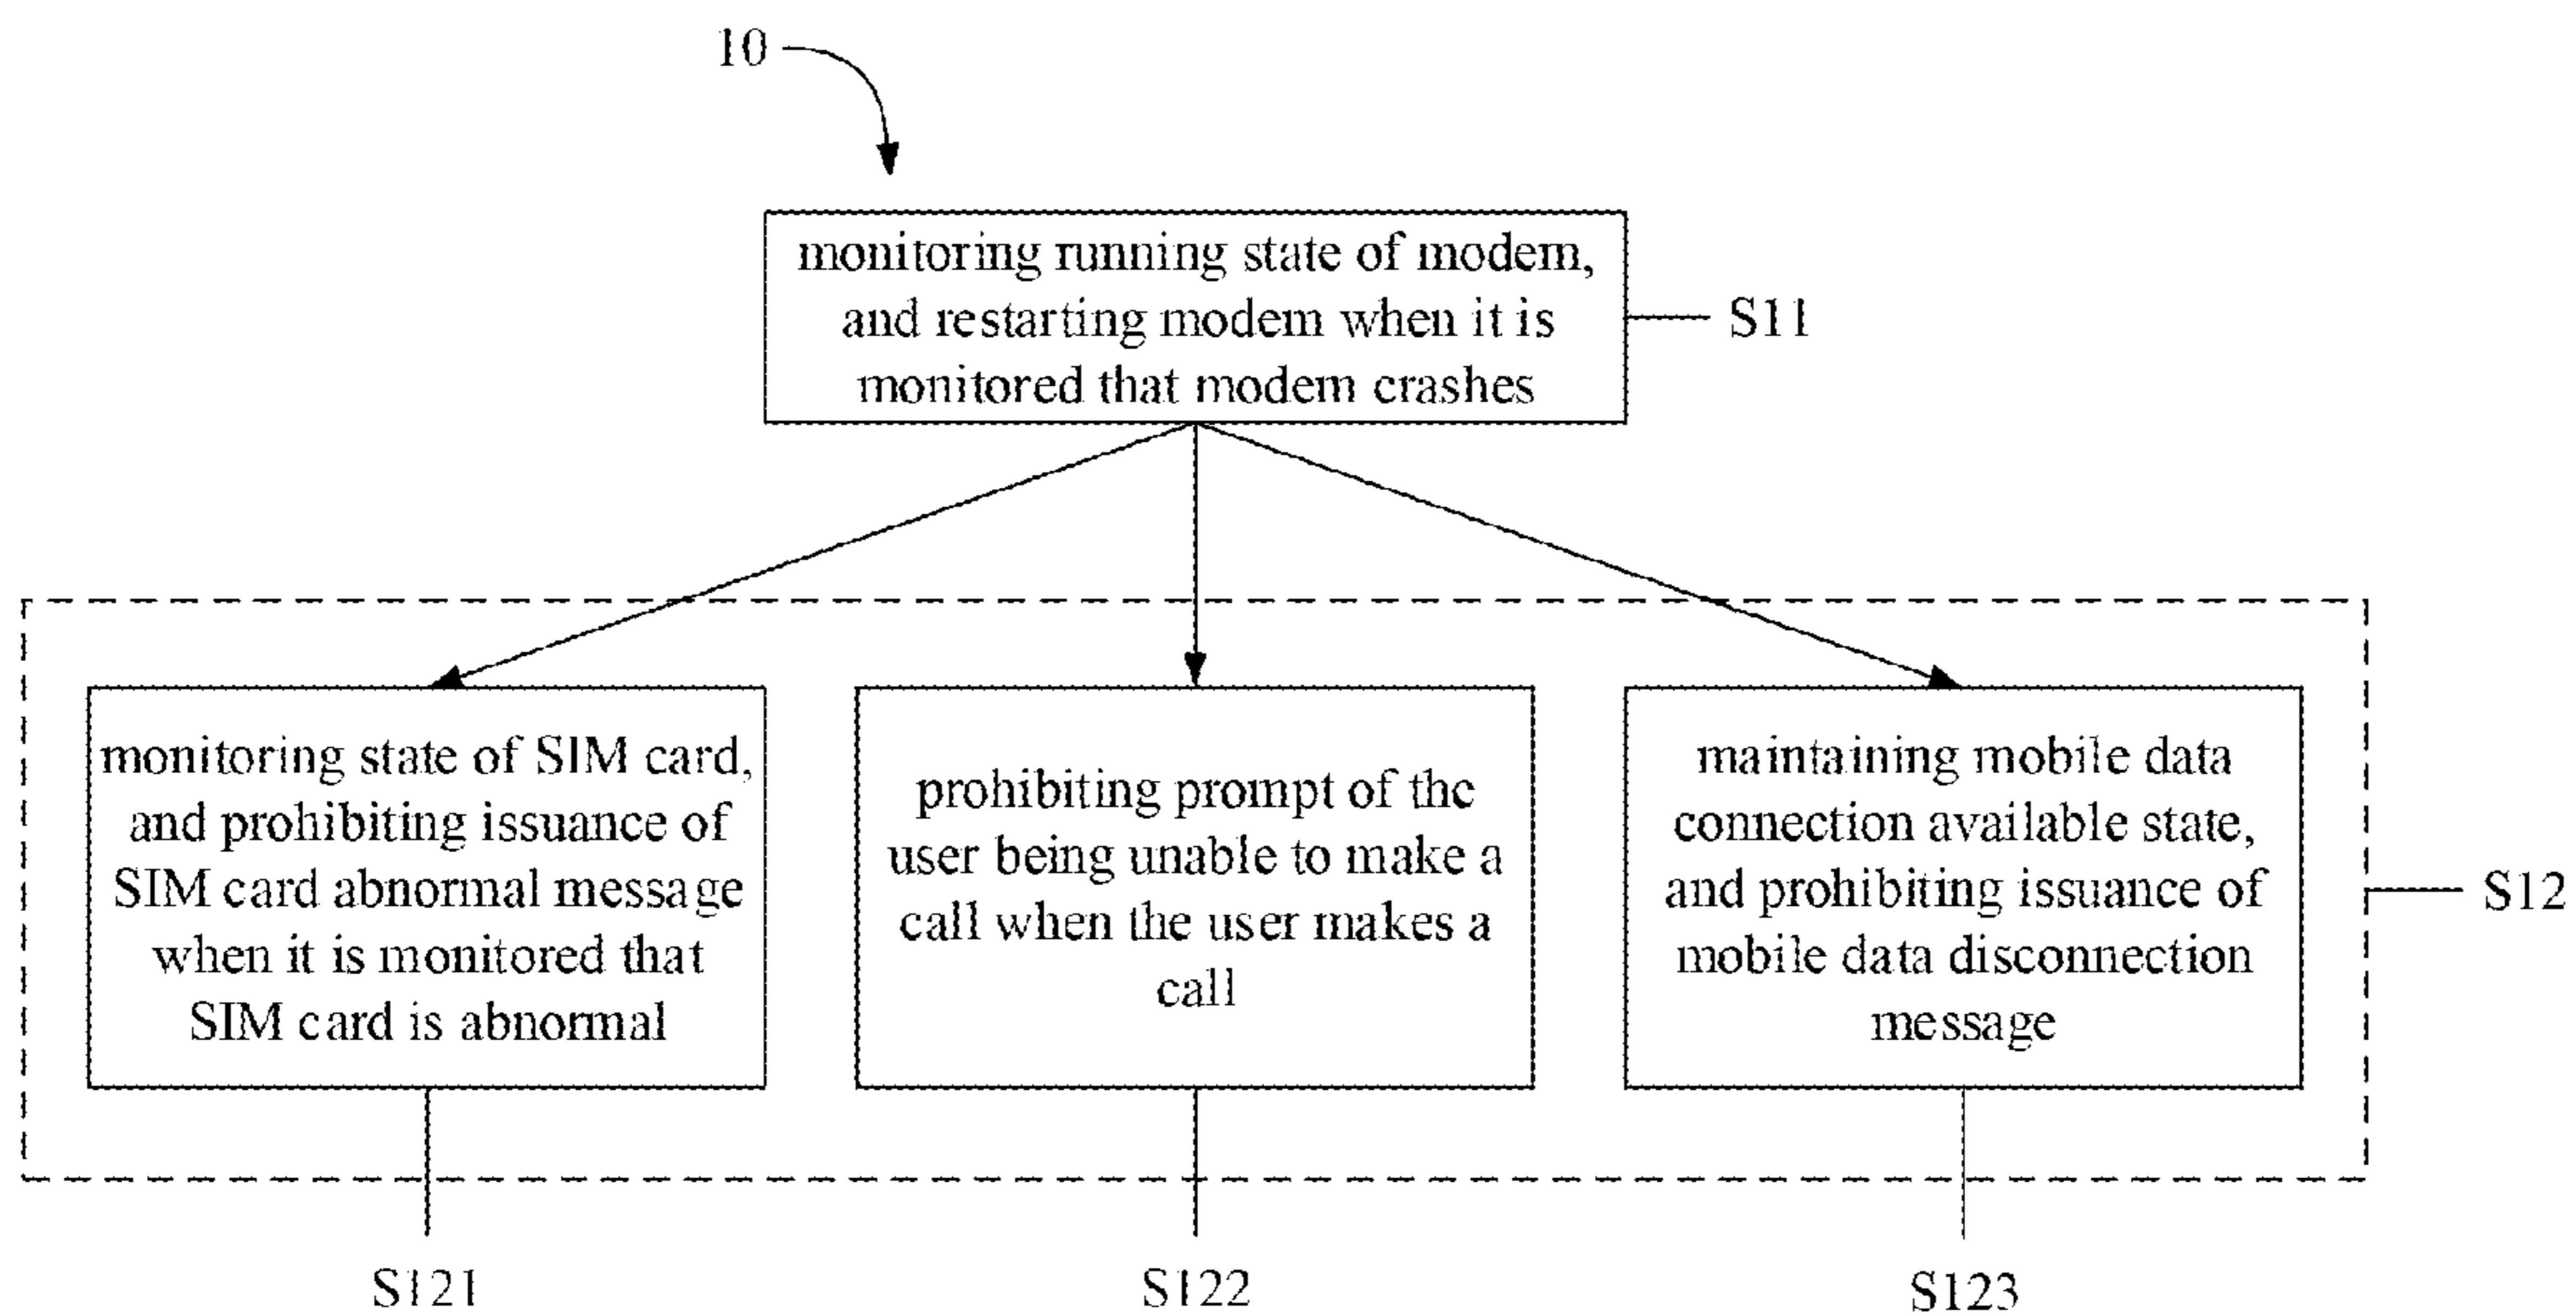 10
monitoring running state of modem,
and restarting modem when it is
monitored that modem crashes
S11
monitoring state of SIM card,
and prohibiting issuance of
SIM card abnormal message
when it is monitored that
SIM card is abnormal
prohibiting prompt of the
user being unable to make a
call when the user makes a
call
maintaining mobile data
connection available state,
and prohibiting issuance of
mobile data disconnection
message
S12
S121
S122
S123